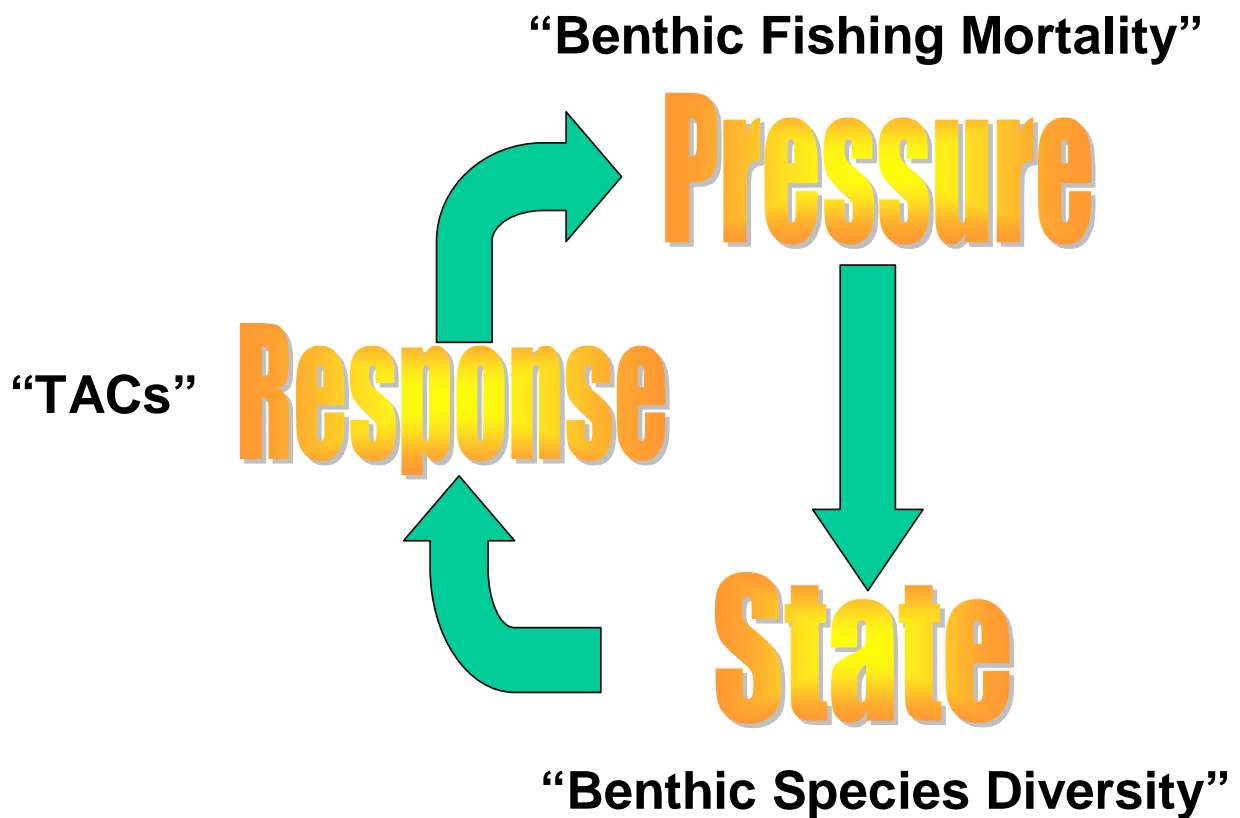 “Benthic Fishing Mortality”
Pressure
“TACs”
Response
State
“Benthic Species Diversity”